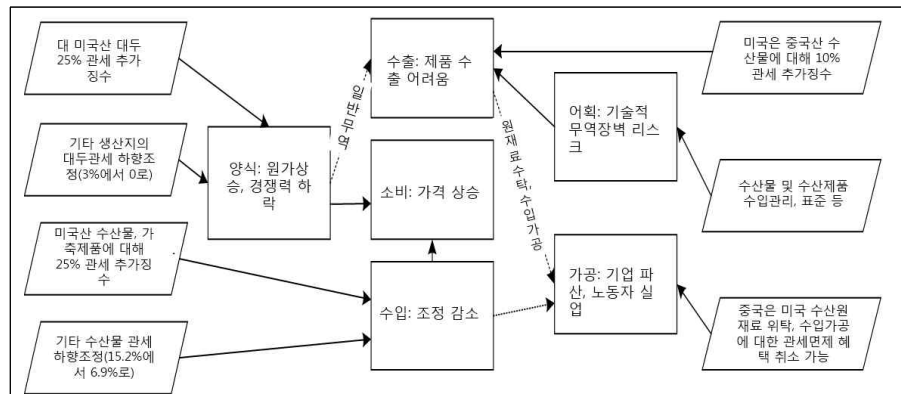 대 미국산 대두
25% 관세 추가
징수
기타 생산지의
대두관세 하향조
정(3%에서 0로)
미국산 수산물, 가
축제품에 대해
25% 관세 추가징
수
기타 수산물 관세
하향조정(15.2%에
서 6.9%로)
양식: 원가상
승, 경쟁력 하
락
일반무역
수출: 제품 수
출 어려움
소비: 가격 상승
수입: 조정 감소
원재료수탁,수입가공
어획: 기술적
무역장벽 리스
크
가공: 기업 파
산, 노동자 실
업
미국은 중국산 수
산물에 대해 10%
관세 추가징수
수산물 및 수산제품
수입관리, 표준 등
중국은 미국 수산원
재료 위탁, 수입가공
에 대한 관세면제 혜
택 취소 가능